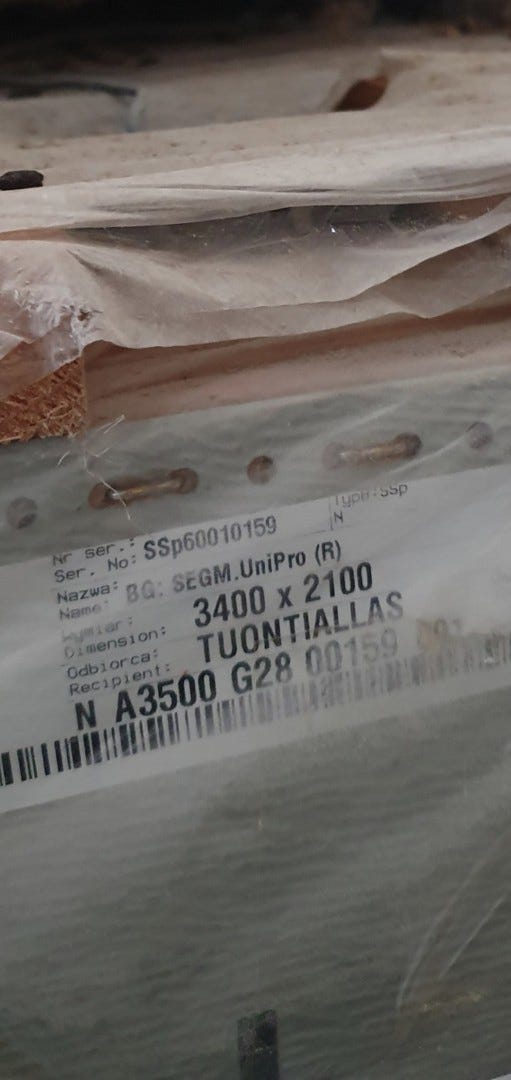 Nr ser.:
Ser. No: SSp60010159
Type:SSp
N
Nazwa:
Name: BG: SEGM.UniPro (R)
Wymiar:
Dimension: 3400 x 2100
Odbiorca:
Recipient: TUONTIALLAS
N A3500 G28 00159